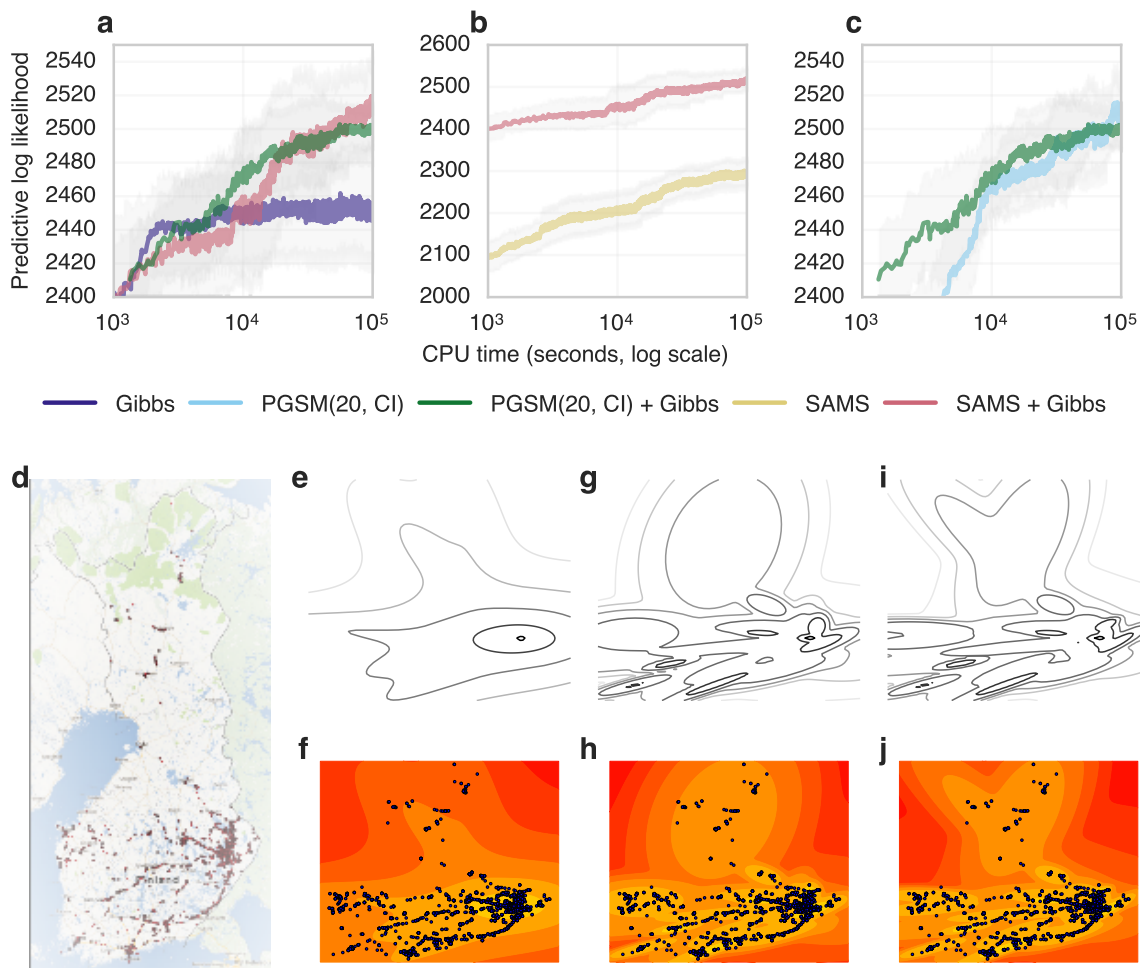 a
b
c
Predictive log likelihood
2540
2520
2500
2480
2460
2440
2420
2400
10³
10⁴
10⁵
2600
2500
2400
2300
2200
2100
2000
10³
10⁴
10⁵
2540
2520
2500
2480
2460
2440
2420
2400
10³
10⁴
10⁵
CPU time (seconds, log scale)
Gibbs
PGSM(20, CI)
PGSM(20, CI) + Gibbs
SAMS
SAMS + Gibbs
d
e
g
i
f
h
j